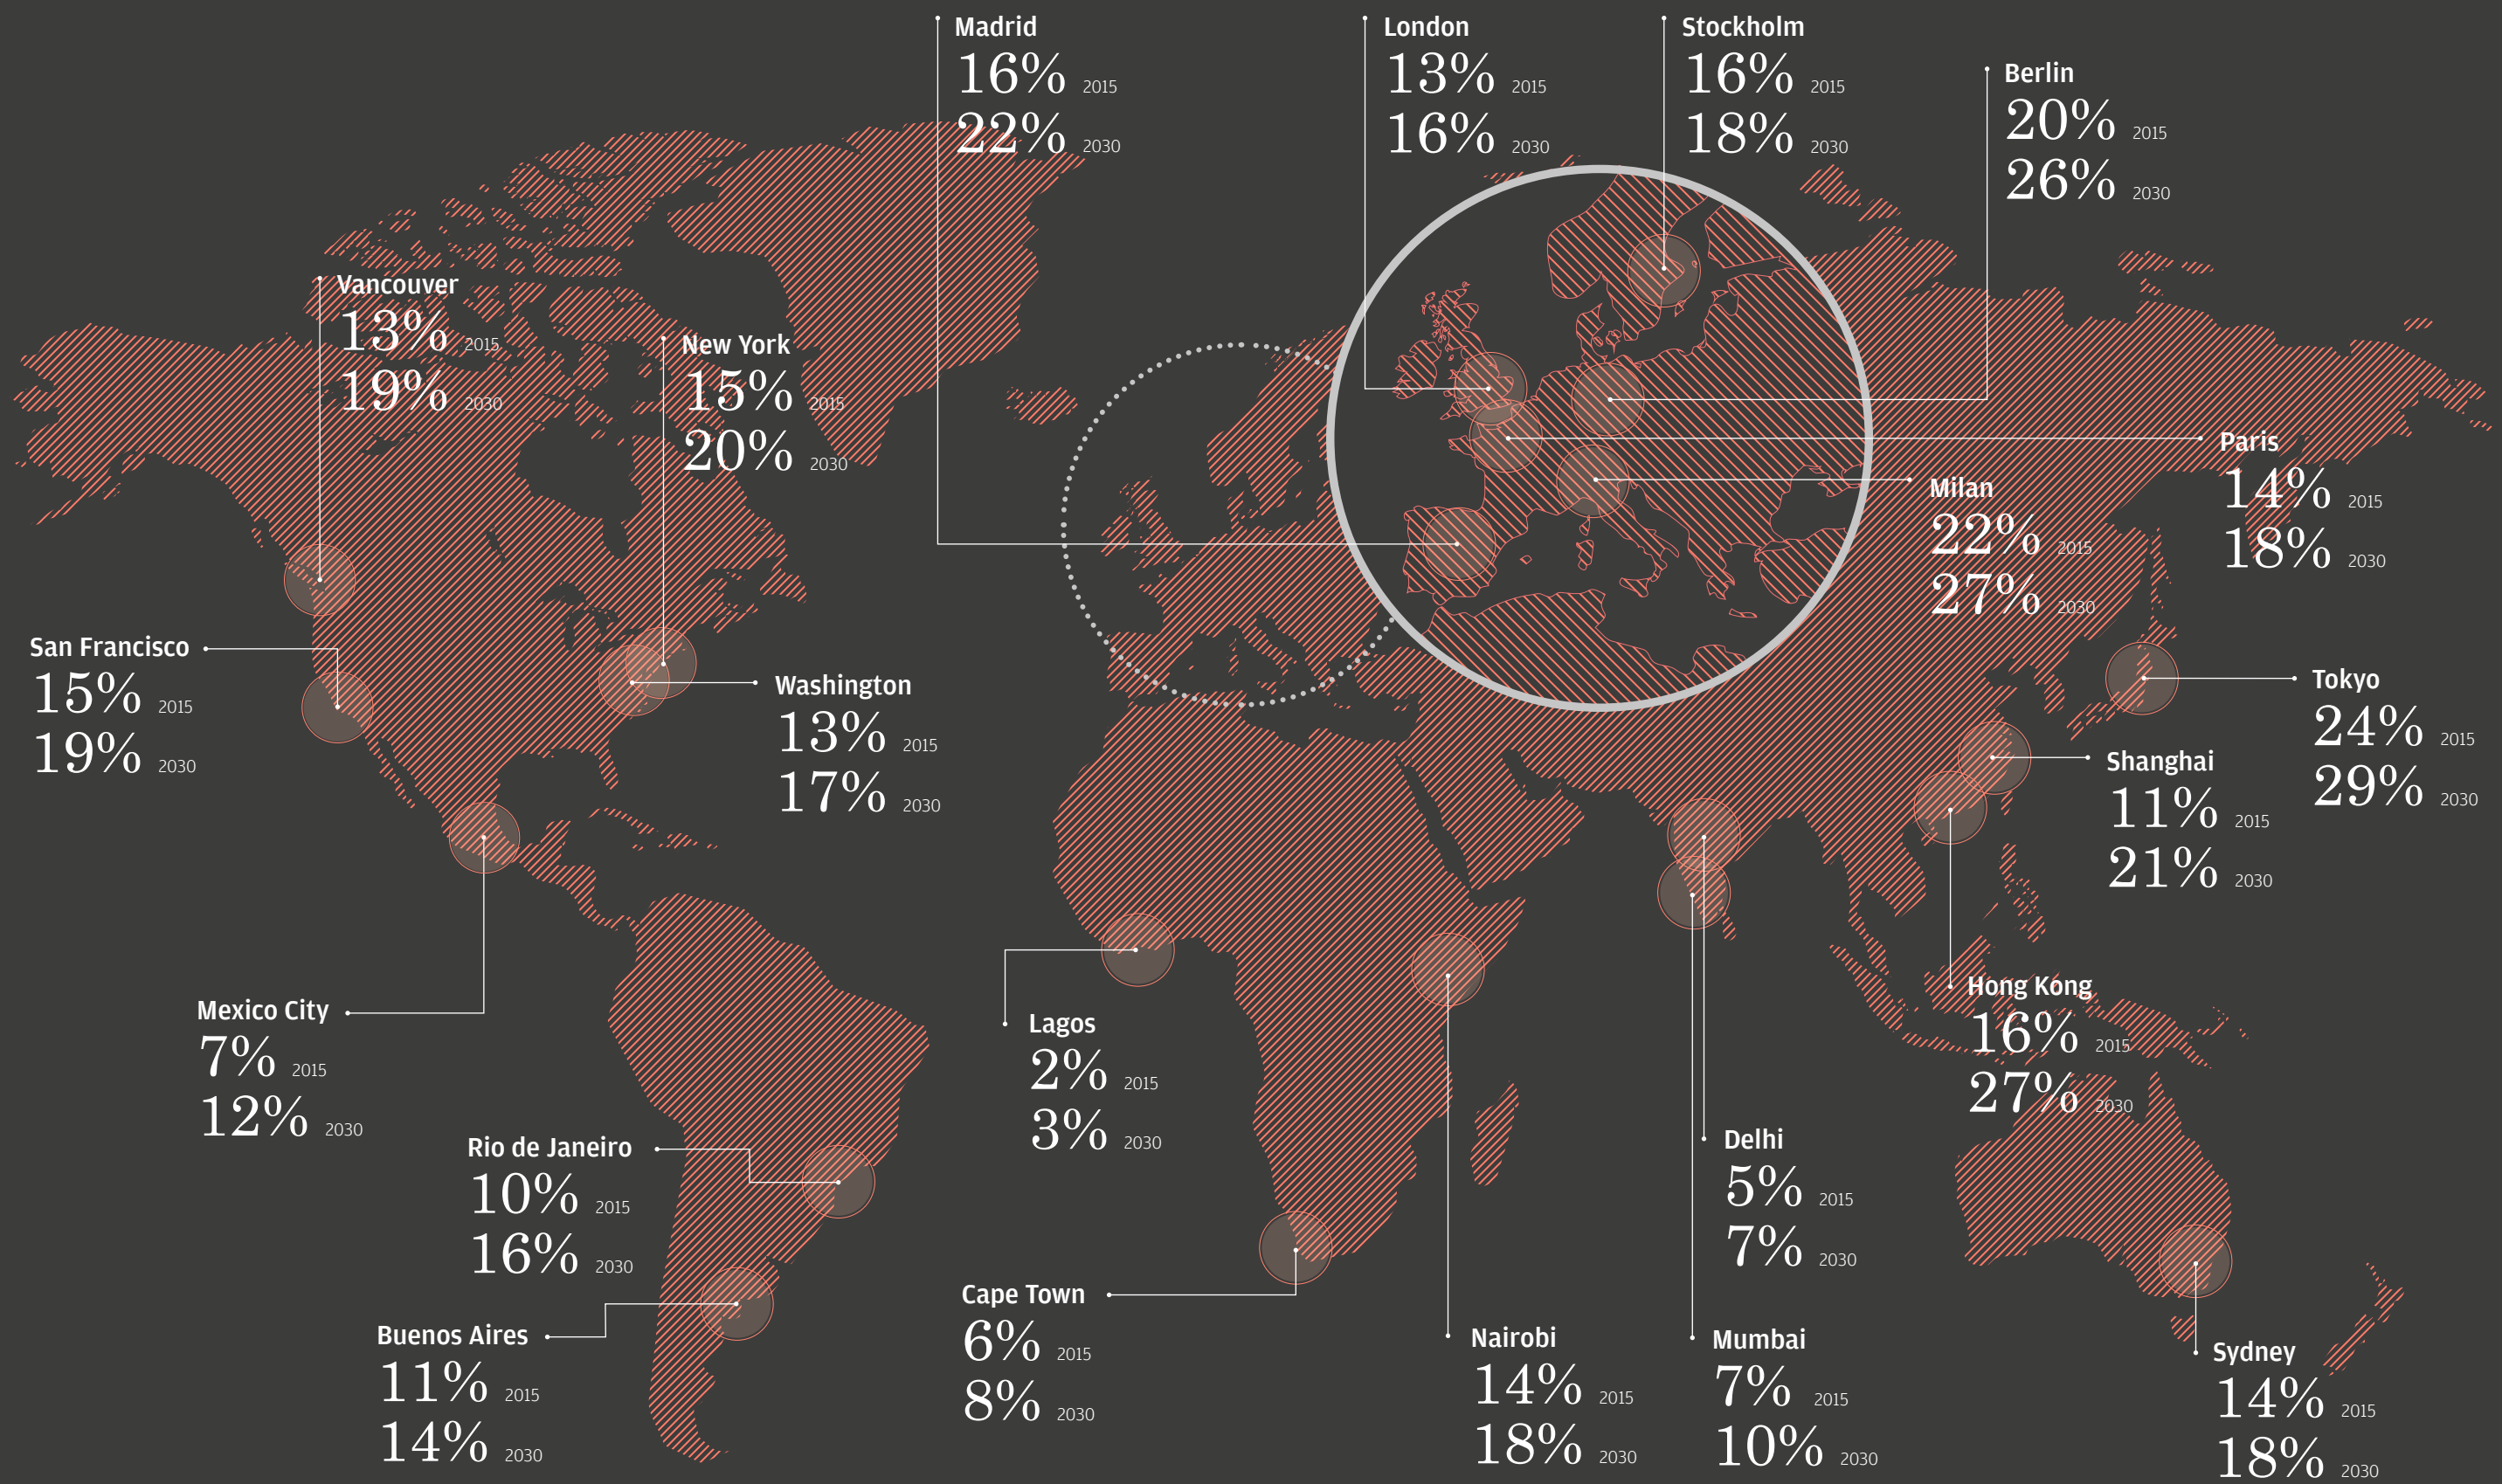 Madrid
16% 2015
22% 2030
London
13% 2015
16% 2030
Stockholm
16% 2015
18% 2030
Berlin
20% 2015
26% 2030
Vancouver
13% 2015
19% 2030
New York
15% 2015
20% 2030
Paris
14% 2015
18% 2030
Milan
22% 2015
27% 2030
San Francisco
15% 2015
19% 2030
Washington
13% 2015
17% 2030
Tokyo
24% 2015
29% 2030
Shanghai
11% 2015
21% 2030
Mexico City
7% 2015
12% 2030
Lagos
2% 2015
3% 2030
Hong Kong
16% 2015
27% 2030
Rio de Janeiro
10% 2015
16% 2030
Delhi
5% 2015
7% 2030
Buenos Aires
11% 2015
14% 2030
Cape Town
6% 2015
8% 2030
Nairobi
14% 2015
18% 2030
Mumbai
7% 2015
10% 2030
Sydney
14% 2015
18% 2030